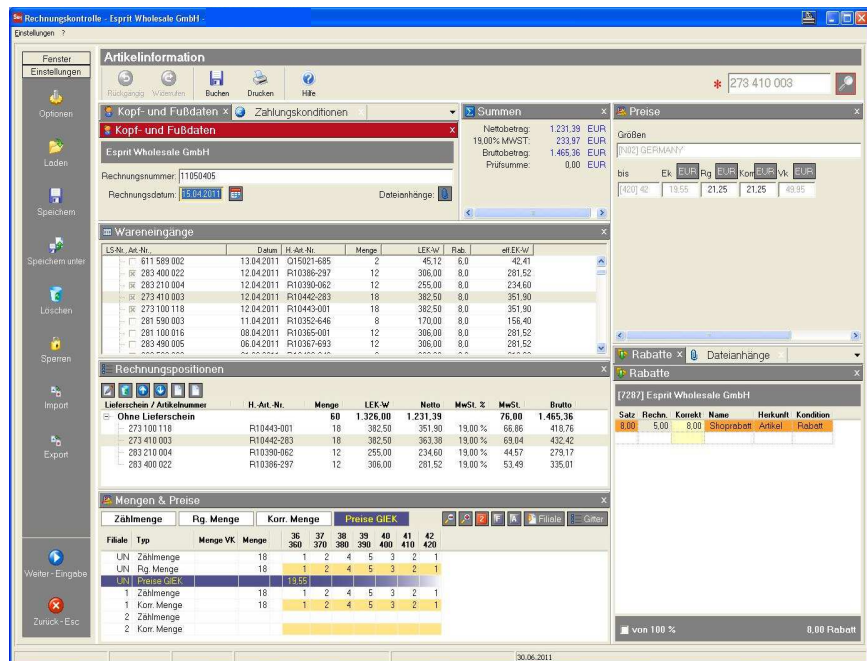 Rechnungskontrolle - Esprit Wholesale GmbH -
Einstellungen ?
Fenster
Einstellungen
Optionen
Laden
Speichern
Speichern unter
Löschen
Sperren
Import
Export
Weiter - Eingabe
Zurück - Esc
Artikelinformation
Rückgängig Widerrufen Buchen Drucken Hilfe
* 273 410 003
Kopf- und Fußdaten x Zahlungskonditionen
Kopf- und Fußdaten x
Esprit Wholesale GmbH
Rechnungsnummer: 11050405
Rechnungsdatum: 15.04.2011 Dateianhänge:
Summen x
Nettobetrag: 1.231,39 EUR
19,00% MWST: 233,97 EUR
Bruttobetrag: 1.465,36 EUR
Prüfsumme: 0,00 EUR
Preise x
Größen
[N02] GERMANY
bis Ek EUR Rg EUR Korr EUR Vk EUR
[420] 42 19,55 21,25 21,25 49,95
Wareneingänge x
LS-Nr., Art.-Nr., Datum H.-Art.-Nr. Menge LEK-W Rab. eff.EK-W
611 589 002 13.04.2011 Q15021-685 2 45,12 6,0 42,41
283 400 022 12.04.2011 R10386-297 12 306,00 8,0 281,52
283 210 004 12.04.2011 R10390-062 12 255,00 8,0 234,60
273 410 003 12.04.2011 R10442-283 18 382,50 8,0 351,90
273 100 118 12.04.2011 R10443-001 18 382,50 8,0 351,90
281 590 003 11.04.2011 R10352-646 8 170,00 8,0 156,40
281 100 016 08.04.2011 R10365-001 12 306,00 8,0 281,52
283 490 005 06.04.2011 R10367-693 12 306,00 8,0 281,52
Rechnungspositionen x
Lieferschein / Artikelnummer H.-Art.-Nr. Menge LEK-W Netto MwSt. % MwSt. Brutto
Ohne Lieferschein 60 1.326,00 1.231,39 76,00 1.465,36
273 100 118 R10443-001 18 382,50 351,90 19,00 % 66,86 418,76
273 410 003 R10442-283 18 382,50 363,38 19,00 % 69,04 432,42
283 210 004 R10390-062 12 255,00 234,60 19,00 % 44,57 279,17
283 400 022 R10386-297 12 306,00 281,52 19,00 % 53,49 335,01
Rabatte x Dateianhänge
Rabatte x
[7287] Esprit Wholesale GmbH
Satz Rechn. Korrekt Name Herkunft Kondition
8,00 5,00 8,00 Shoprabatt Artikel Rabatt
von 100 % 8,00 Rabatt
Mengen & Preise x
Zählmenge Rg. Menge Korr. Menge Preise GIEK Filiale Gitter
Filiale Typ Menge VK Menge 36 37 38 39 40 41 42
360 370 380 390 400 410 420
UN Zählmenge 18 1 2 4 5 3 2 1
UN Rg. Menge 18 1 2 4 5 3 2 1
UN Preise GIEK 19,55
1 Zählmenge 18 1 2 4 5 3 2 1
1 Korr. Menge 18 1 2 4 5 3 2 1
2 Zählmenge
2 Korr. Menge
30.06.2011